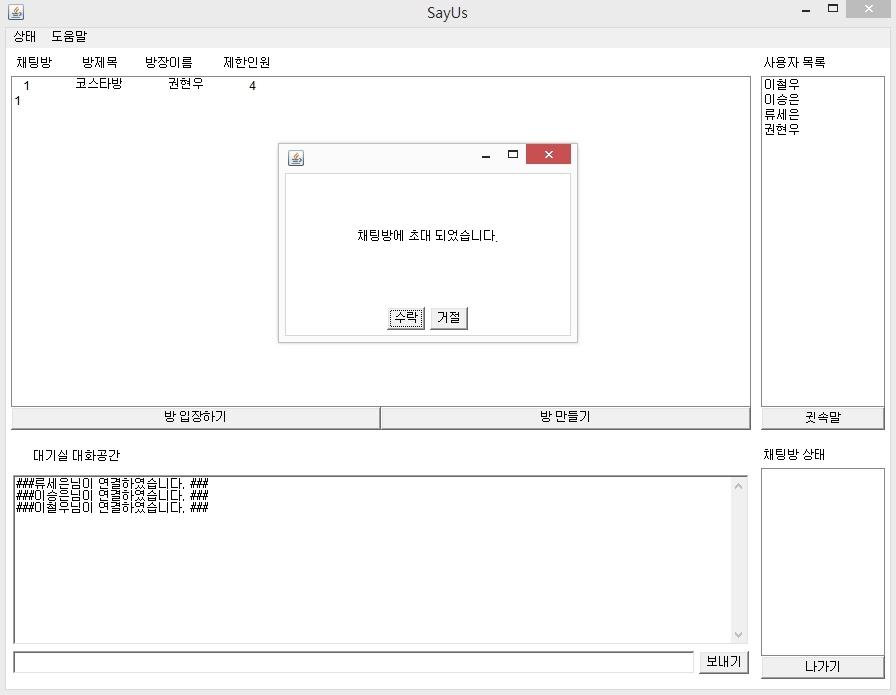 SayUs
상태 도움말
채팅방 방제목 방장이름 제한인원
사용자 목록
1 코스타방 권현우 4
1
이철우
이승은
류세은
권현우
채팅방에 초대 되었습니다.
수락 거절
방 입장하기
방 만들기
귓속말
대기실 대화공간
###류세은님이 연결하였습니다. ###
###이승은님이 연결하였습니다. ###
###이철우님이 연결하였습니다. ###
보내기
채팅방 상태
나가기